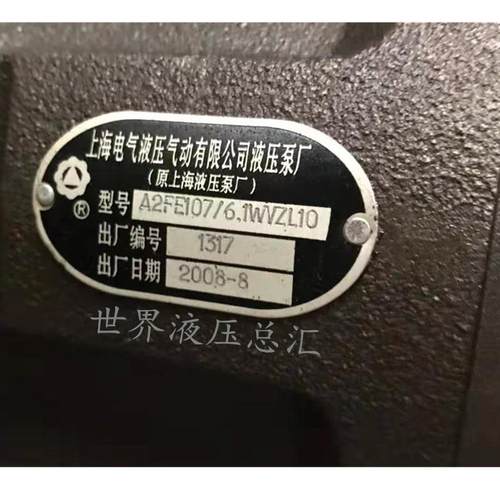 上海电气液压气动有限公司液压泵厂
（原上海液压泵厂）
® 型号 A2FE107/6.1WVZL10
出厂编号 1317
出厂日期 2008-8
世界液压总汇